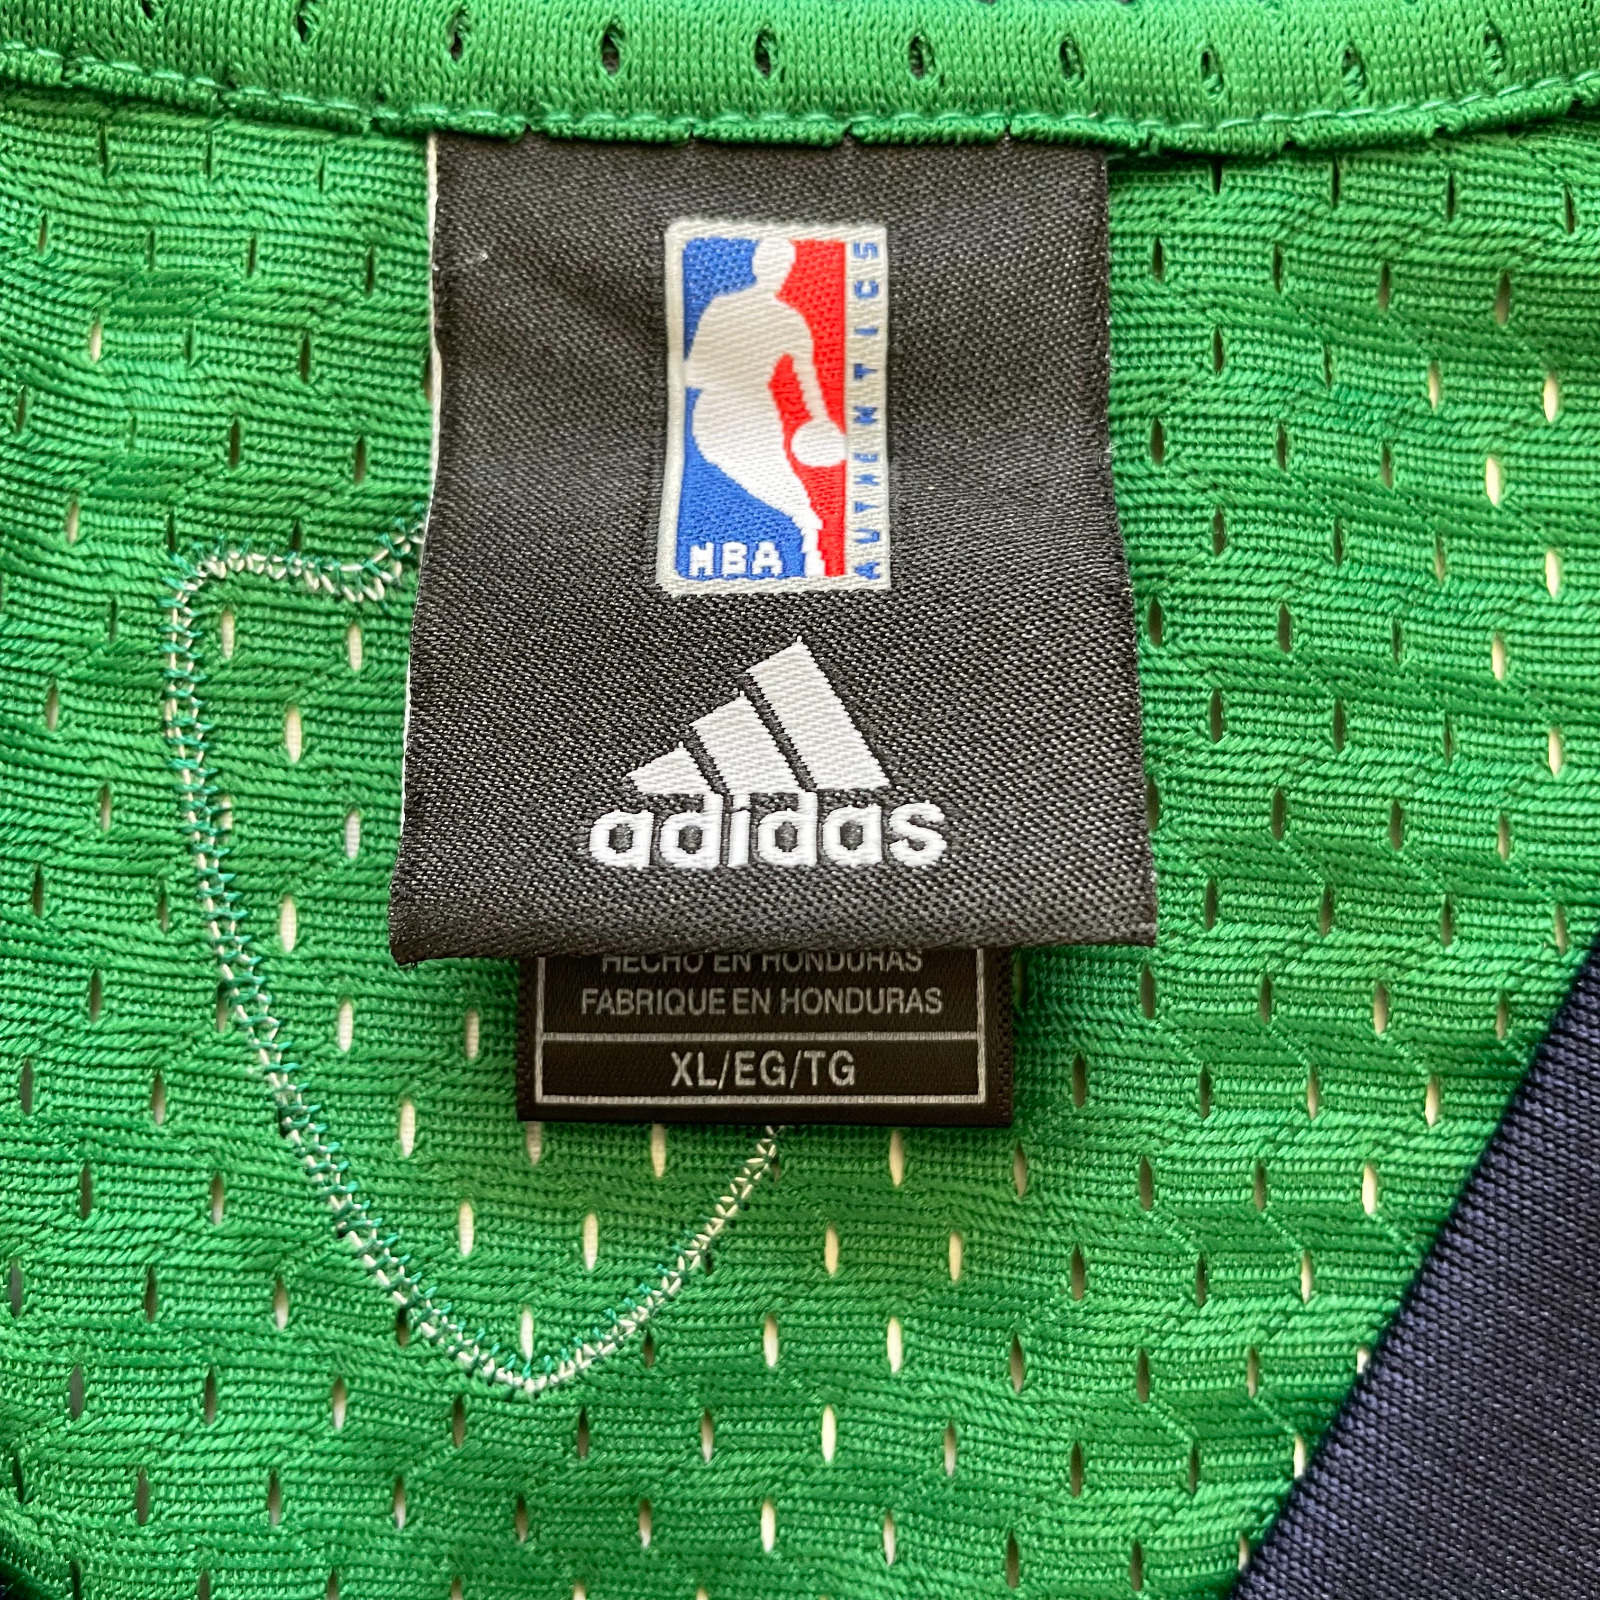 NBA
AUTHENTICS
adidas
HECHO EN HONDURAS
FABRIQUE EN HONDURAS
XL/EG/TG